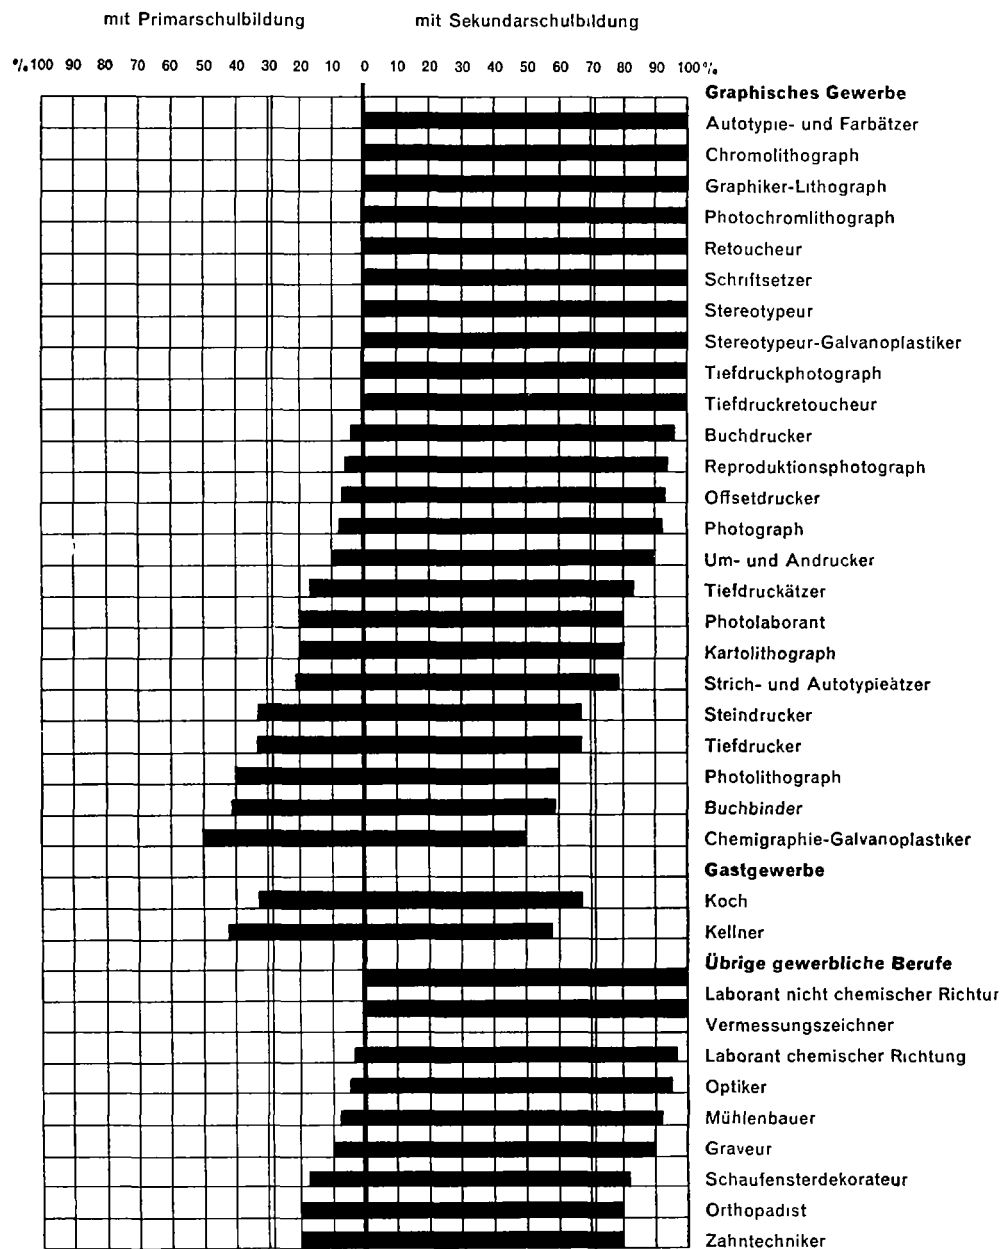 mit Primarschulbildung mit Sekundarschulbildung
% 100 90 80 70 60 50 40 30 20 10 0 10 20 30 40 50 60 70 80 90 100 %
Graphisches Gewerbe
Autotypie- und Farbätzer
Chromolithograph
Graphiker-Lithograph
Photochromlithograph
Retoucheur
Schriftsetzer
Stereotypeur
Stereotypeur-Galvanoplastiker
Tiefdruckphotograph
Tiefdruckretoucheur
Buchdrucker
Reproduktionsphotograph
Offsetdrucker
Photograph
Um- und Andrucker
Tiefdruckätzer
Photolaborant
Kartolithograph
Strich- und Autotypieätzer
Steindrucker
Tiefdrucker
Photolithograph
Buchbinder
Chemigraphie-Galvanoplastiker
Gastgewerbe
Koch
Kellner
Übrige gewerbliche Berufe
Laborant nicht chemischer Richtur
Vermessungszeichner
Laborant chemischer Richtung
Optiker
Mühlenbauer
Graveur
Schaufensterdekorateur
Orthopädist
Zahntechniker